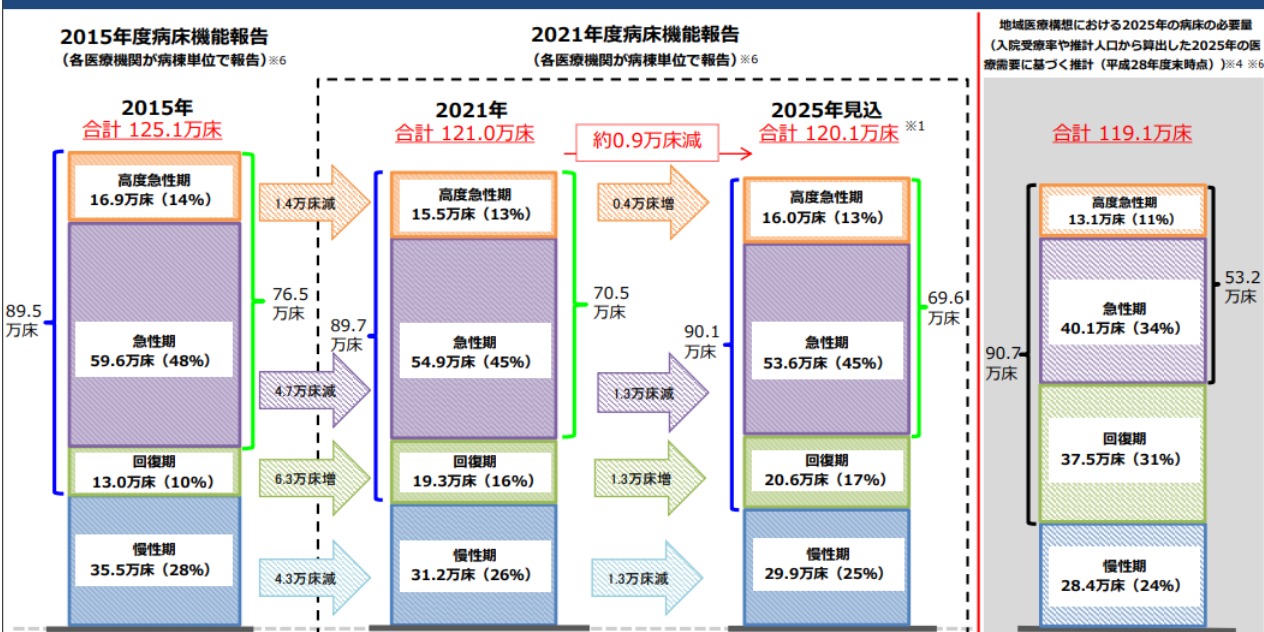 2015年度病床機能報告
(各医療機関が病棟単位で報告)※6
2015年
合計 125.1万床
高度急性期
16.9万床（14%）
急性期
59.6万床（48%）
回復期
13.0万床（10%）
慢性期
35.5万床（28%）
89.5
万床
76.5
万床
1.4万床減
4.7万床減
6.3万床増
4.3万床減
2021年度病床機能報告
(各医療機関が病棟単位で報告)※6
2021年
合計 121.0万床
高度急性期
15.5万床（13%）
急性期
54.9万床（45%）
回復期
19.3万床（16%）
慢性期
31.2万床（26%）
89.7
万床
70.5
万床
約0.9万床減
0.4万床増
1.3万床減
1.3万床増
1.3万床減
2025年見込
合計 120.1万床 ※1
高度急性期
16.0万床（13%）
急性期
53.6万床（45%）
回復期
20.6万床（17%）
慢性期
29.9万床（25%）
90.1
万床
69.6
万床
地域医療構想における2025年の病床の必要量
（入院受療率や推計人口から算出した2025年の医
療需要に基づく推計（平成28年度末時点））※4 ※6
合計 119.1万床
高度急性期
13.1万床（11%）
急性期
40.1万床（34%）
回復期
37.5万床（31%）
慢性期
28.4万床（24%）
90.7
万床
53.2
万床